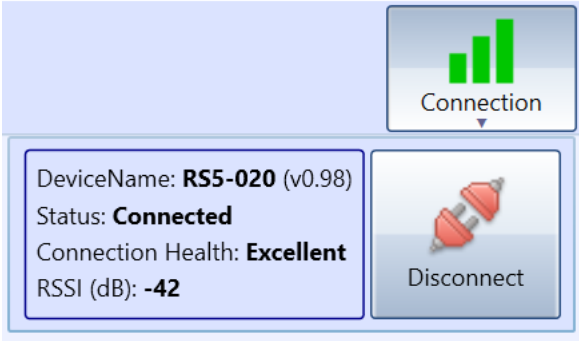 Connection
DeviceName: RS5-020 (v0.98)
Status: Connected
Connection Health: Excellent
RSSI (dB): -42
Disconnect